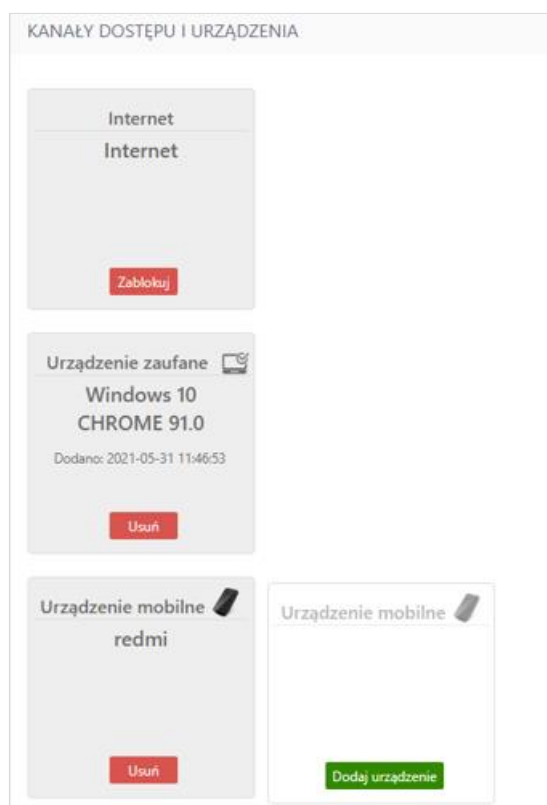 KANAŁY DOSTĘPU I URZĄDZENIA
Internet
Internet
Zablokuj
Urządzenie zaufane
Windows 10
CHROME 91.0
Dodano: 2021-05-31 11:46:53
Usuń
Urządzenie mobilne
redmi
Usuń
Urządzenie mobilne
Dodaj urządzenie